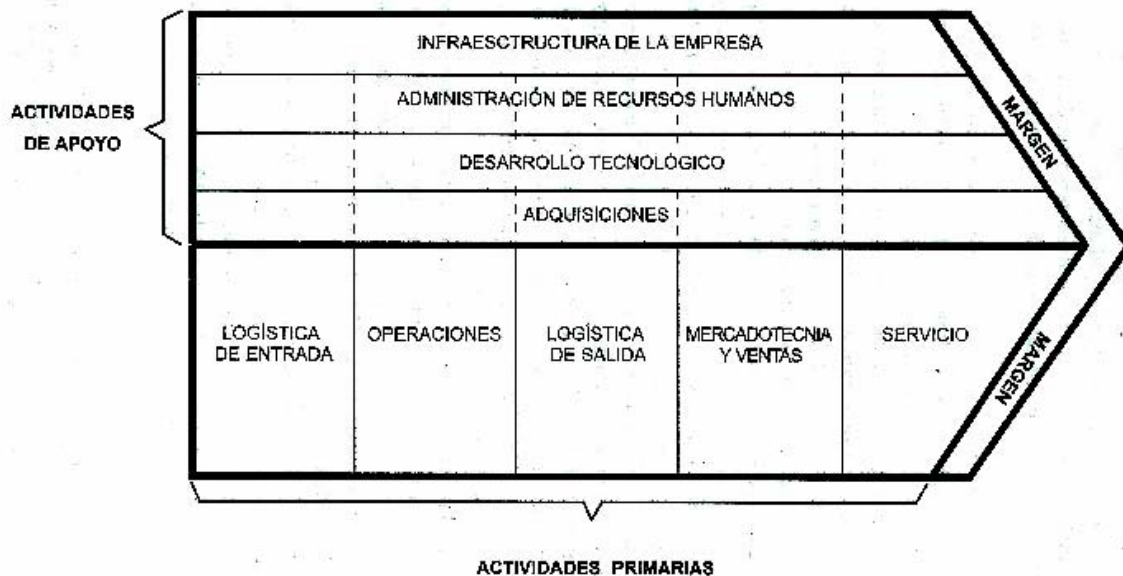 INFRAESCTRUCTURA DE LA EMPRESA
ACTIVIDADES
DE APOYO
ADMINISTRACIÓN DE RECURSOS HUMÁNOS
DESARROLLO TECNOLÓGICO
ADQUISICIONES
MARGEN
LOGÍSTICA
DE ENTRADA
OPERACIONES
LOGÍSTICA
DE SALIDA
MERCADOTECNIA
Y VENTAS
SERVICIO
MARGEN
ACTIVIDADES PRIMARIAS